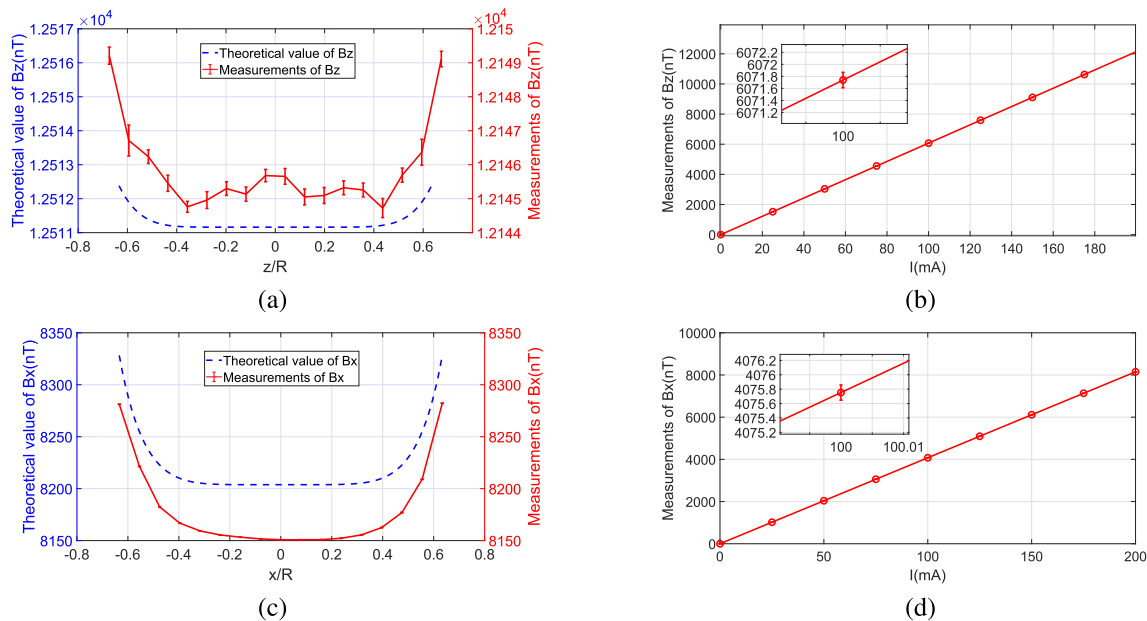 ×10⁴
×10⁴
1.2517
1.2516
1.2516
1.2514
1.2513
1.2512
1.2511
Theoretical value of Bz(nT)
Theoretical value of Bz
Measurements of Bz
1.215
1.2149
1.2148
1.2147
1.2146
1.2145
1.2144
Measurements of Bz(nT)
-0.8 -0.6 -0.4 -0.2 0 0.2 0.4 0.6 0.8
z/R
(a)
12000
10000
8000
6000
4000
2000
0
Measurements of Bz(nT)
6072.2
6072
6071.8
6071.6
6071.4
6071.2
100
0 20 40 60 80 100 120 140 160 180
I(mA)
(b)
8350
8300
8250
8200
8150
Theoretical value of Bx(nT)
Theoretical value of Bx
Measurements of Bx
8350
8300
8250
8200
8150
Measurements of Bx(nT)
-0.8 -0.6 -0.4 -0.2 0 0.2 0.4 0.6 0.8
x/R
(c)
10000
8000
6000
4000
2000
0
Measurements of Bx(nT)
4076.2
4076
4075.8
4075.6
4075.4
4075.2
100 100.01
0 50 100 150 200
I(mA)
(d)